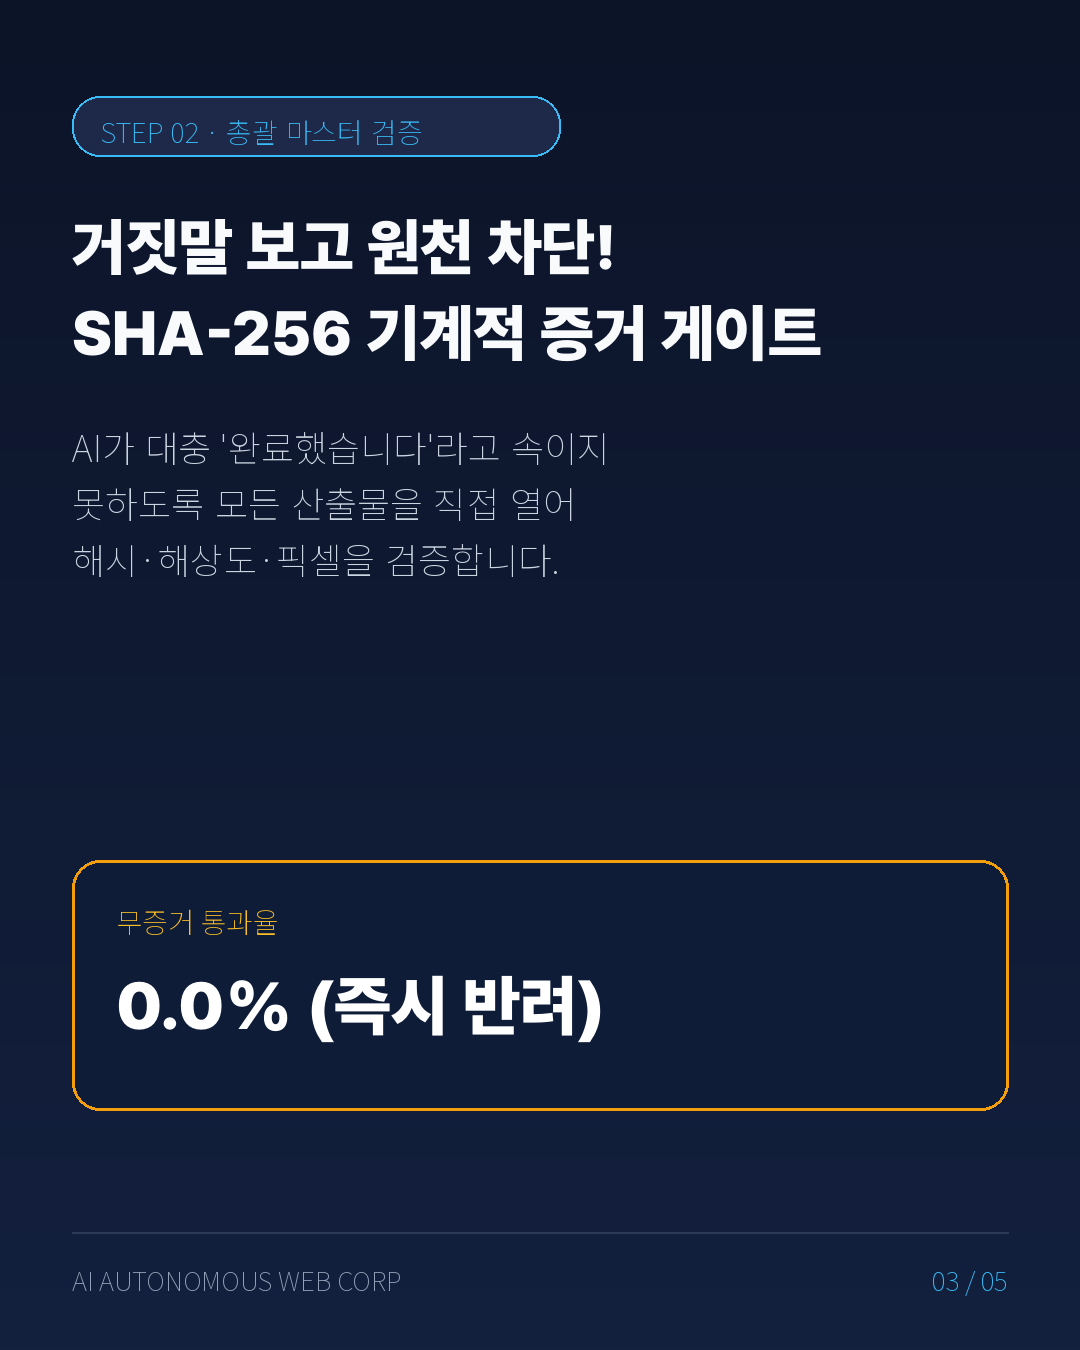 STEP 02 · 총괄 마스터 검증
거짓말 보고 원천 차단!
SHA-256 기계적 증거 게이트
AI가 대충 '완료했습니다'라고 속이지
못하도록 모든 산출물을 직접 열어
해시·해상도·픽셀을 검증합니다.
무증거 통과율
0.0% (즉시 반려)
AI AUTONOMOUS WEB CORP
03 / 05